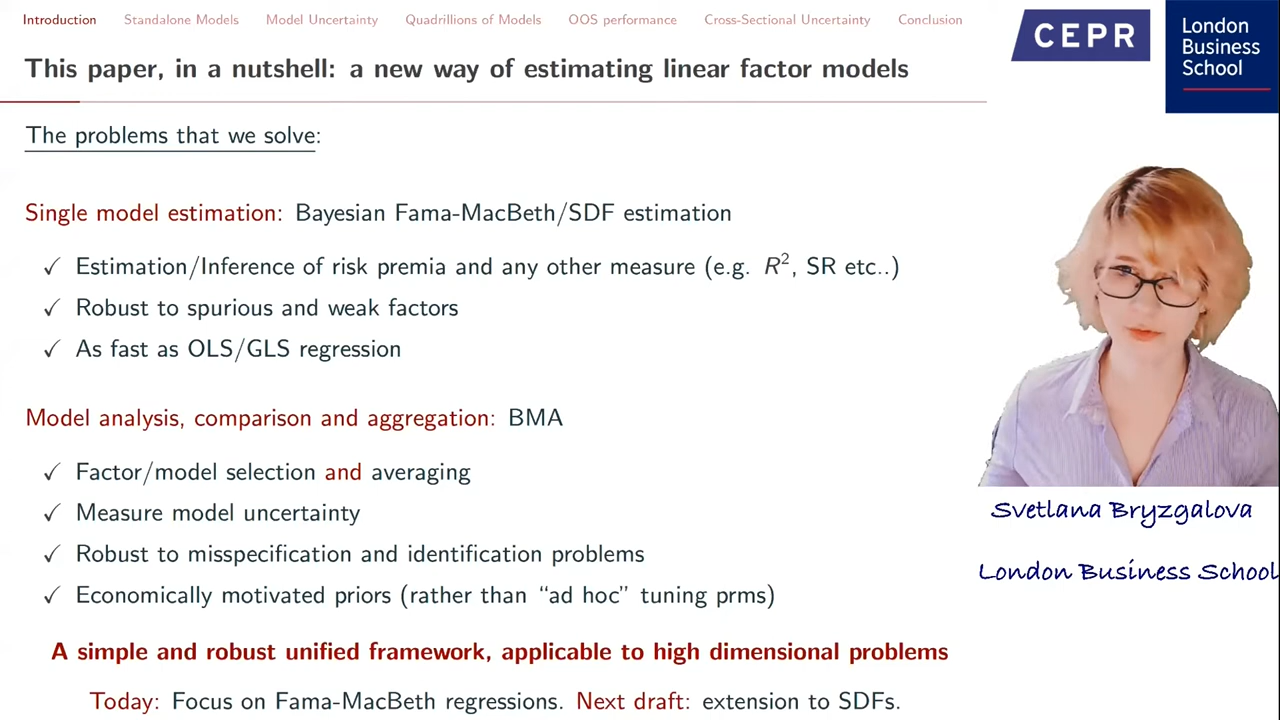 Introduction Standalone Models Model Uncertainty Quadrillions of Models OOS performance Cross-Sectional Uncertainty Conclusion
CEPR
London
Business
School
This paper, in a nutshell: a new way of estimating linear factor models
The problems that we solve:
Single model estimation: Bayesian Fama-MacBeth/SDF estimation
✓ Estimation/Inference of risk premia and any other measure (e.g. R², SR etc..)
✓ Robust to spurious and weak factors
✓ As fast as OLS/GLS regression
Model analysis, comparison and aggregation: BMA
✓ Factor/model selection and averaging
✓ Measure model uncertainty
✓ Robust to misspecification and identification problems
✓ Economically motivated priors (rather than “ad hoc” tuning prms)
A simple and robust unified framework, applicable to high dimensional problems
Today: Focus on Fama-MacBeth regressions. Next draft: extension to SDFs.
Svetlana Bryzgalova
London Business School